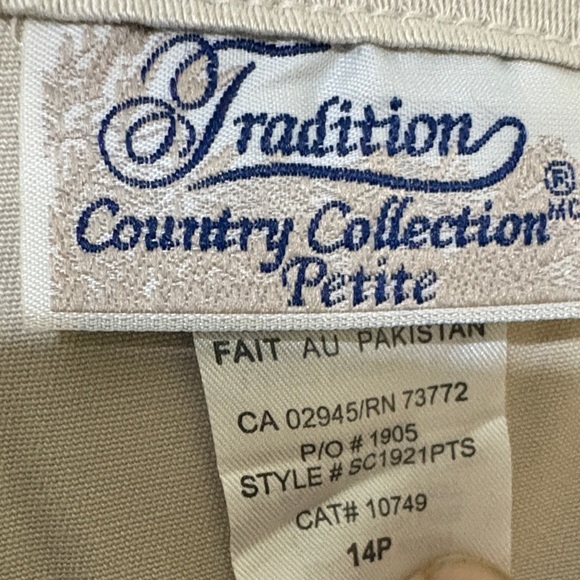 Tradition
Country Collection®
Petite
FAIT AU PAKISTAN
CA 02945/RN 73772
P/O # 1905
STYLE # SC1921PTS
CAT# 10749
14P